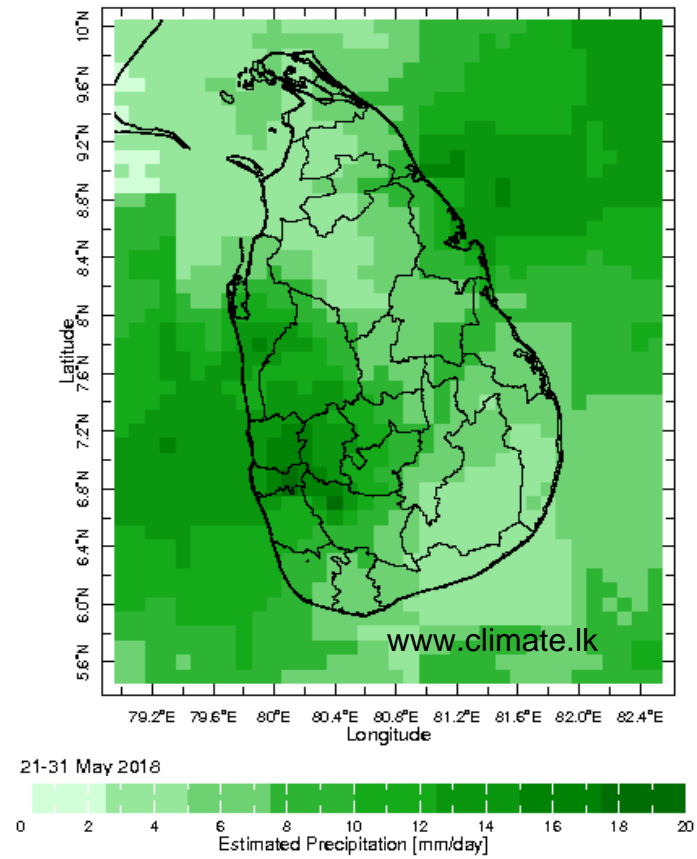 10°N
9.6°N
9.2°N
8.8°N
8.4°N
8°N
7.6°N
7.2°N
6.8°N
6.4°N
6.0°N
5.6°N
Latitude
www.climate.lk
79.2°E 79.6°E 80°E 80.4°E 80.8°E 81.2°E 81.6°E 82.0°E 82.4°E
Longitude
21-31 May 2018
0 2 4 6 8 10 12 14 16 18 20
Estimated Precipitation [mm/day]